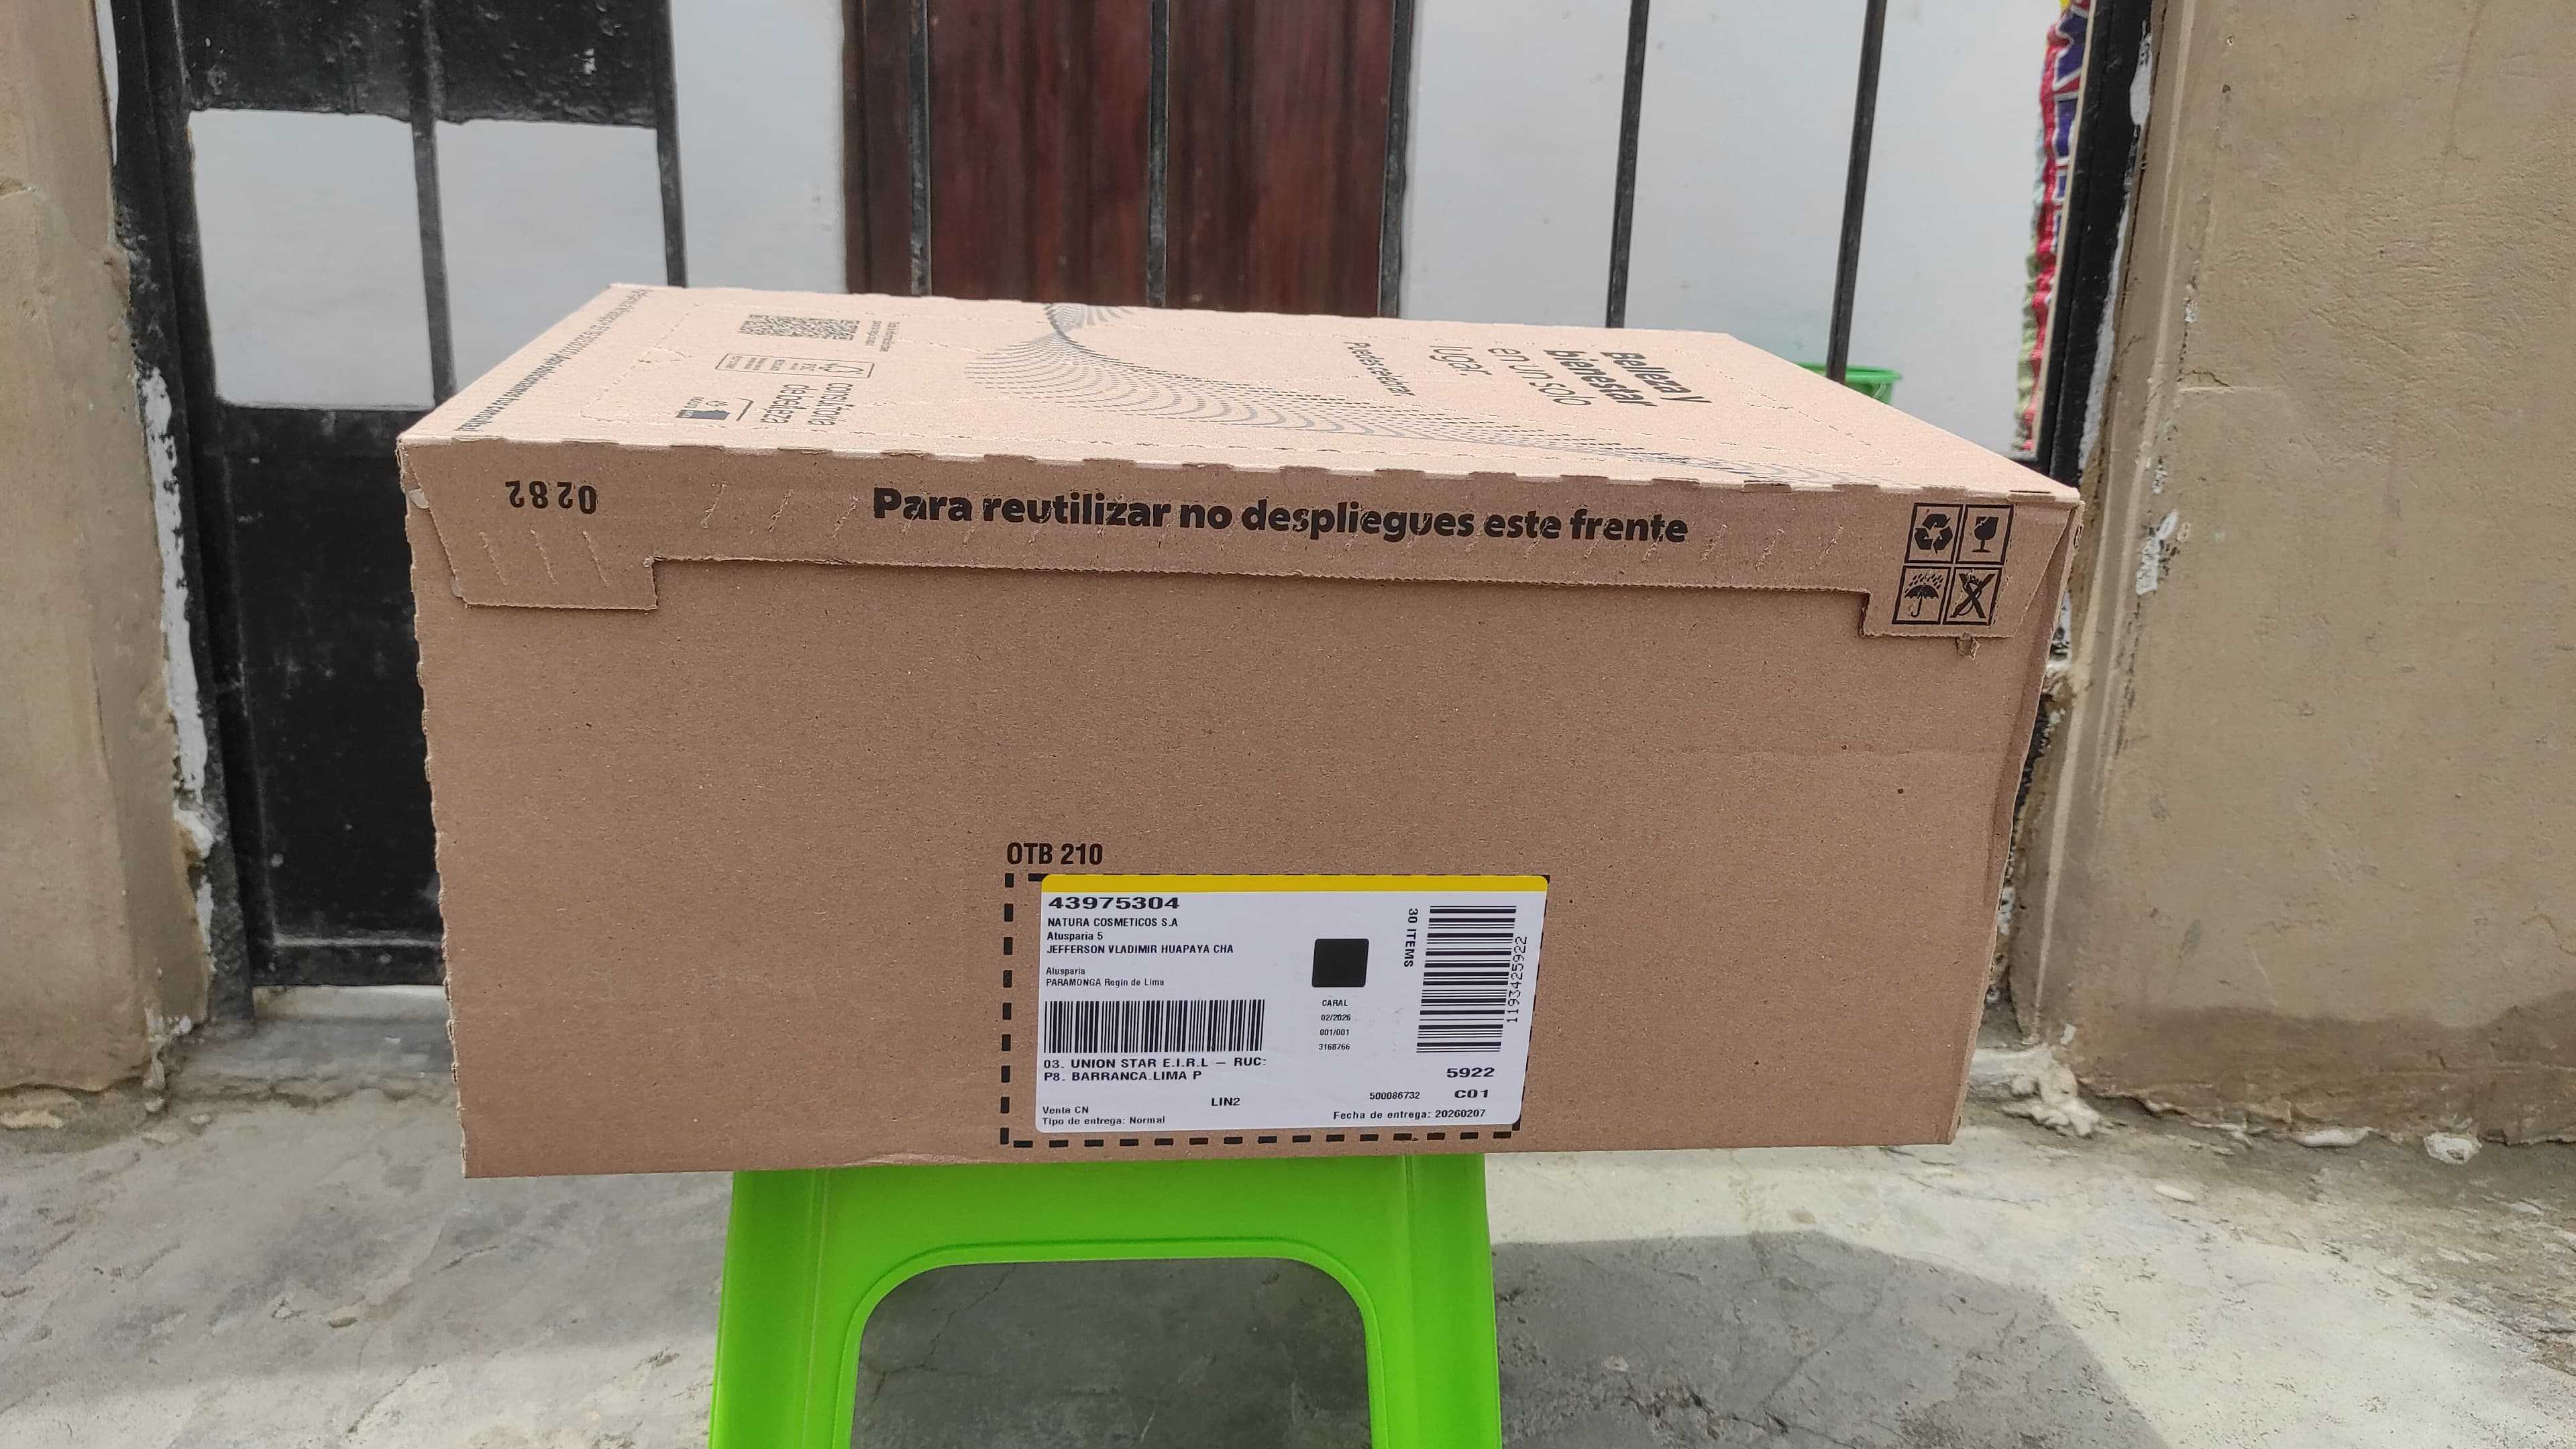 Belleza y
bienestar
en un solo
lugar.
Puedes celebrar.
conström
0282
Para reutilizar no despliegues este frente
OTB 210
43975304
NATURA COSMETICOS S.A
Atusparia 5
JEFFERSON VLADIMIR HUAPAYA CHA
Atusparia
PARAMONGA Regin de Lima
30 ITEMS
1193425922
CARAL
02/2026
001/001
3168766
03. UNION STAR E.I.R.L – RUC:
P8. BARRANCA.LIMA P
5922
LIN2
500086732
C01
Venta CN
Tipo de entrega: Normal
Fecha de entrega: 20260207